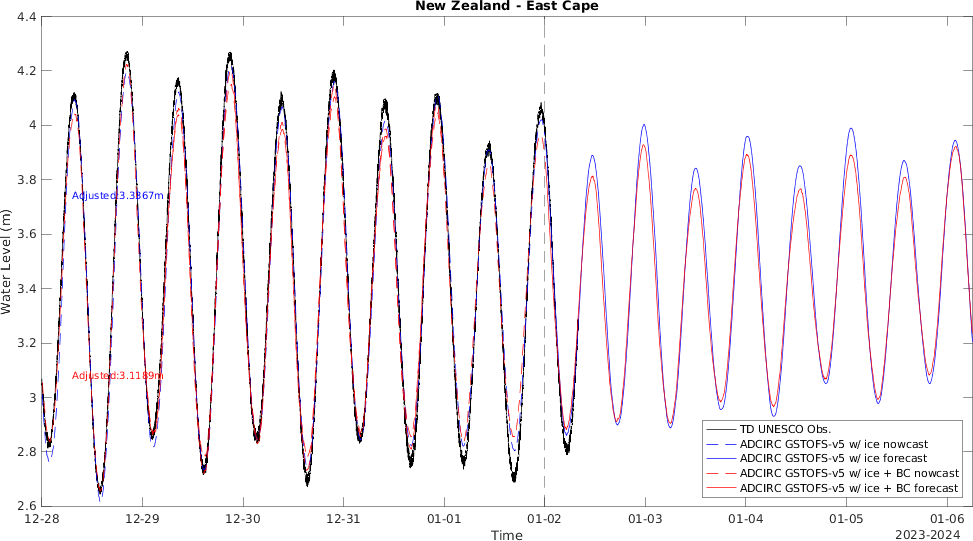 New Zealand - East Cape
4.4
4.2
4
3.8
3.6
3.4
3.2
3
2.8
2.6
Water Level (m)
Adjusted:3.3367m
Adjusted:3.1189m
TD UNESCO Obs.
ADCIRC GSTOFS-v5 w/ ice nowcast
ADCIRC GSTOFS-v5 w/ ice forecast
ADCIRC GSTOFS-v5 w/ ice + BC nowcast
ADCIRC GSTOFS-v5 w/ ice + BC forecast
12-28 12-29 12-30 12-31 01-01 01-02 01-03 01-04 01-05 01-06
Time
2023-2024